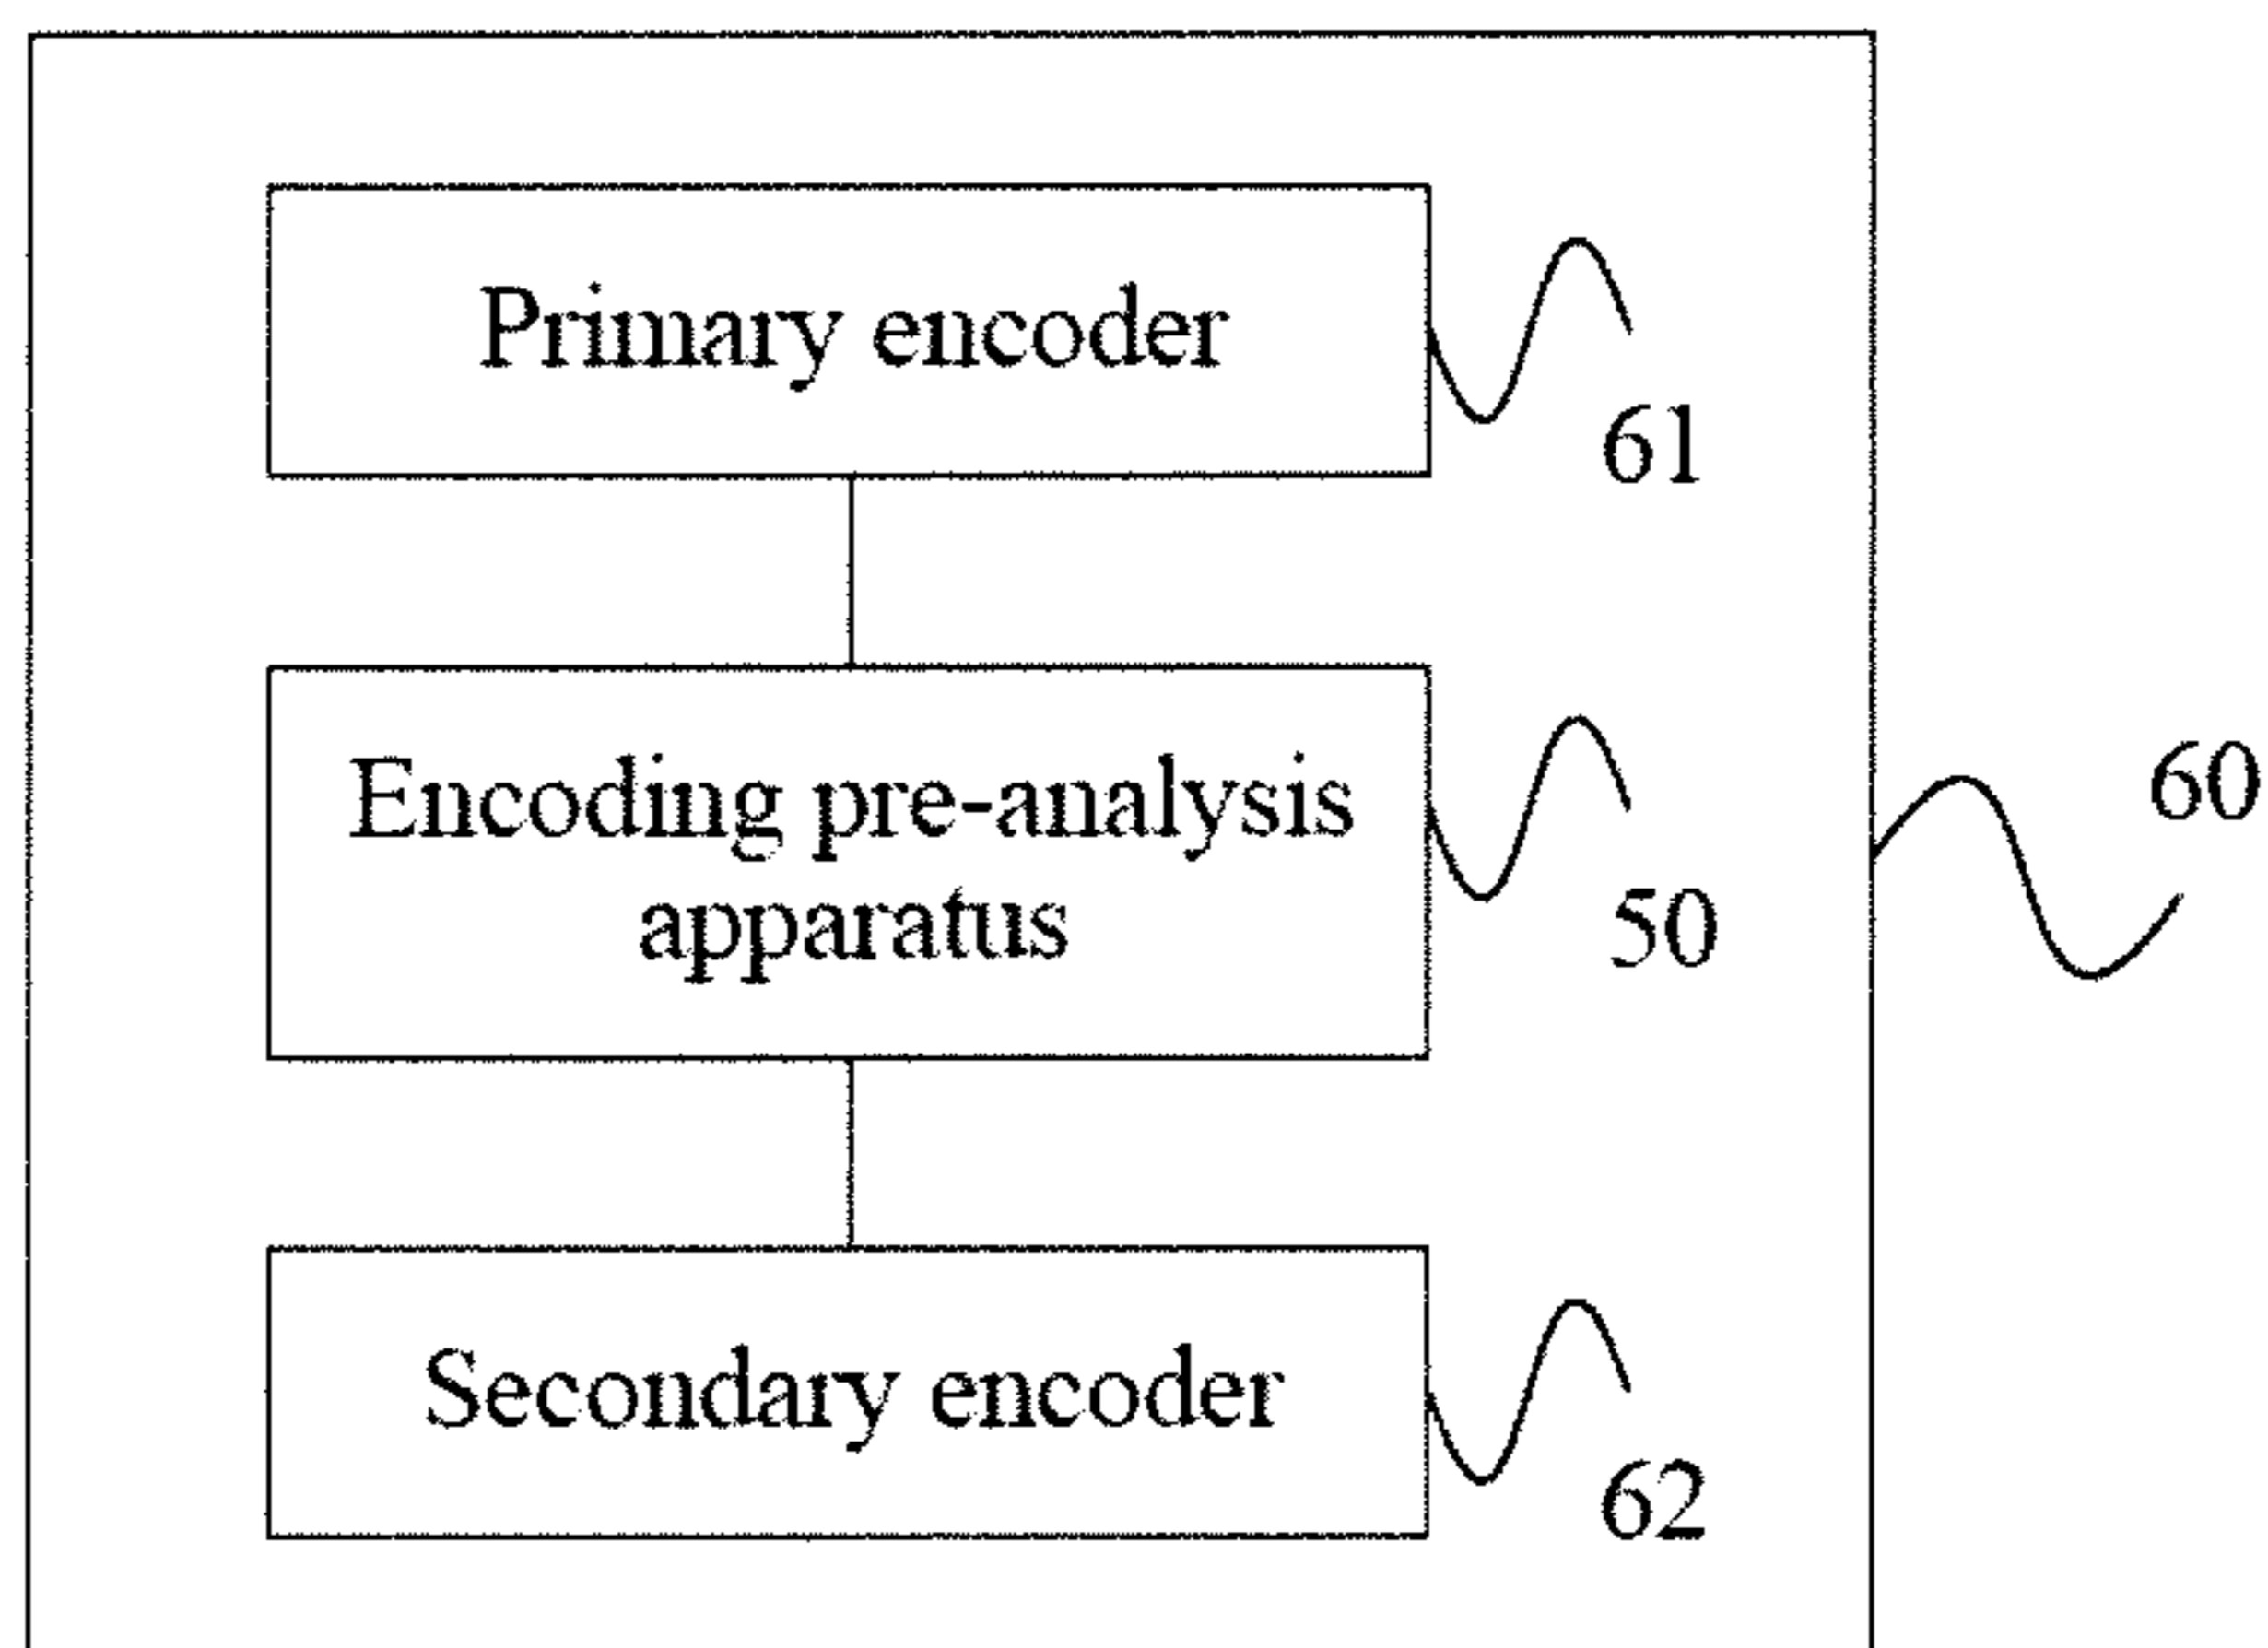 Primary encoder
61
Encoding pre-analysis
apparatus
50
60
Secondary encoder
62